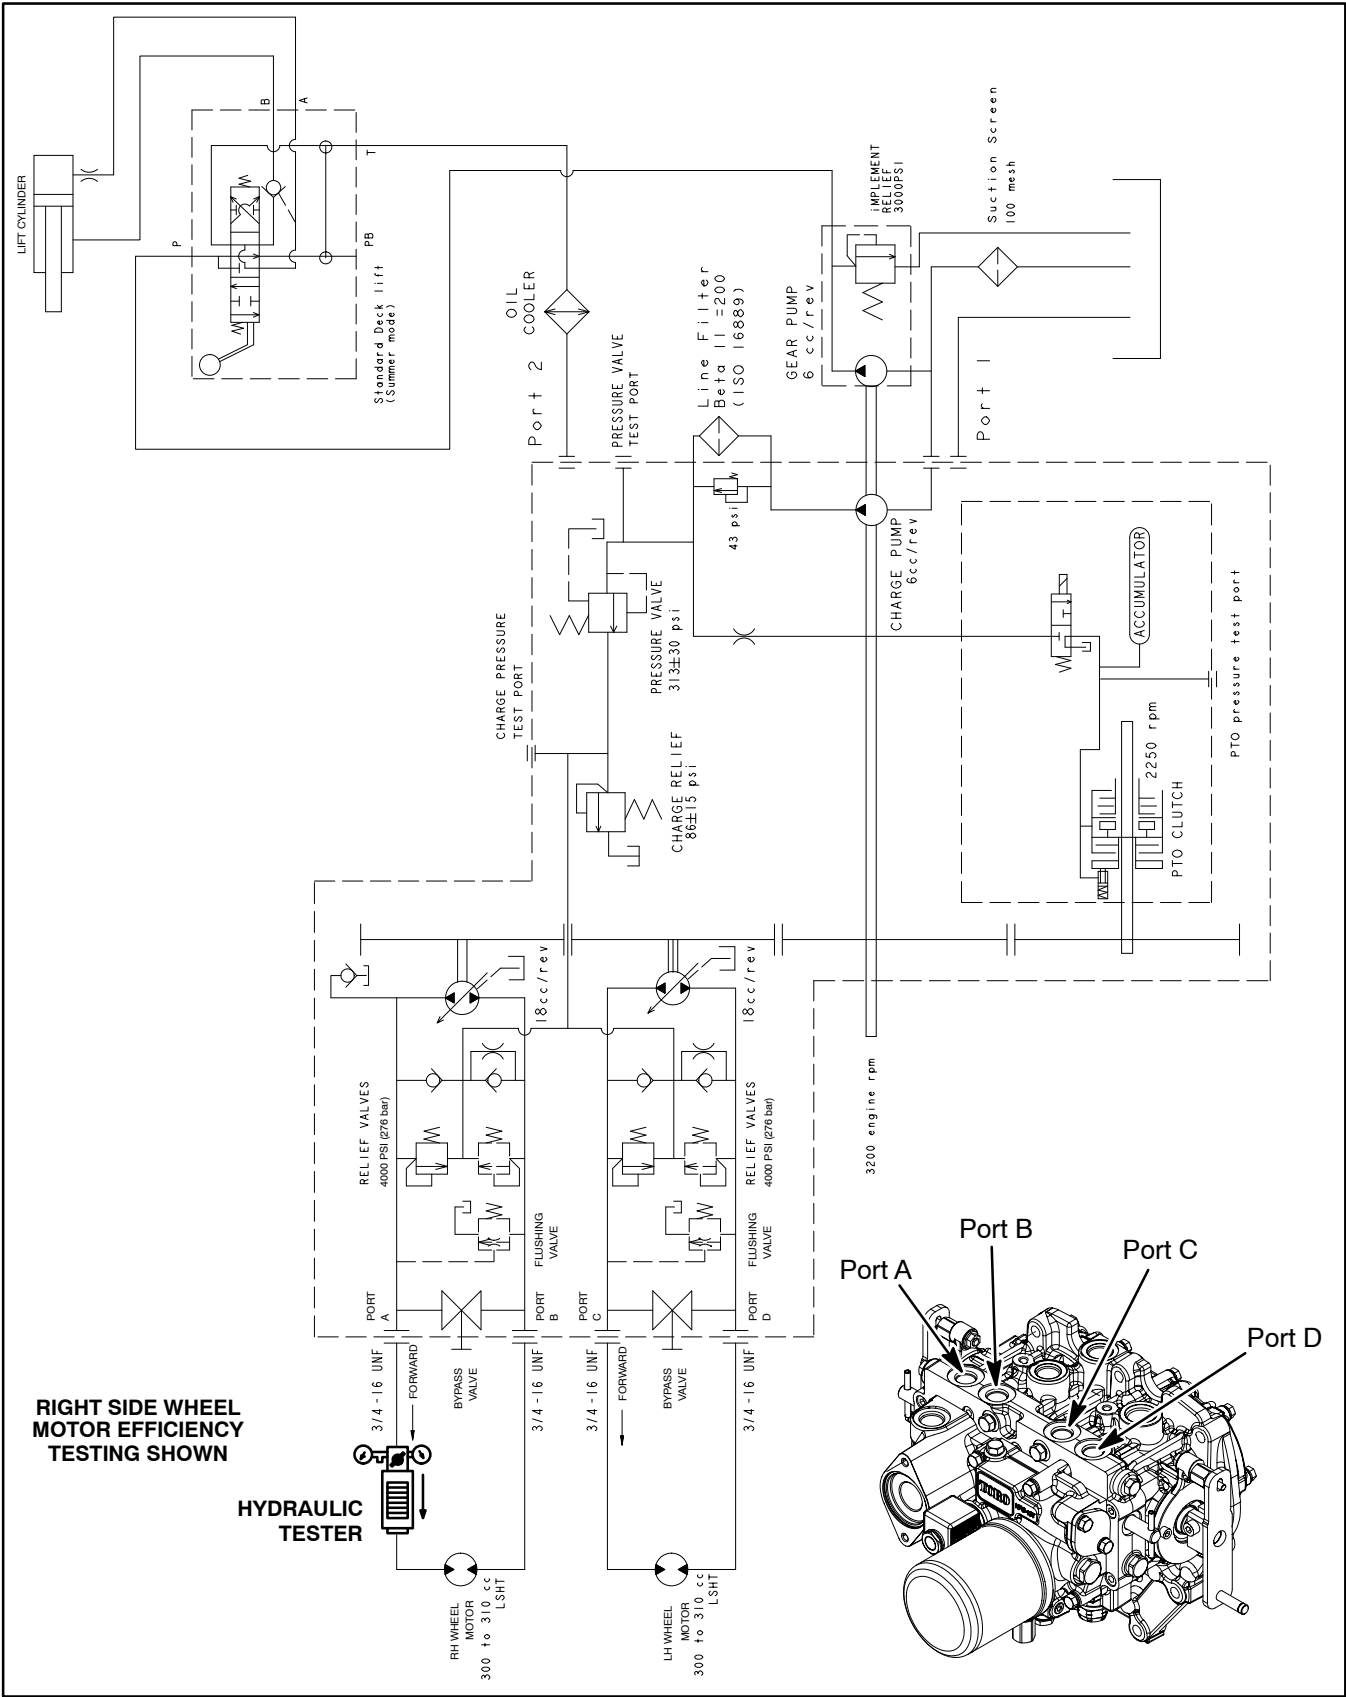 LIFT CYLINDER
B
A
P
T
PB
Standard Deck lift
(Summer mode)
iMPLEMENT
RELIEF
3000PSI
Suction Screen
100 mesh
OIL
COOLER
Port 2
PRESSURE VALVE
TEST PORT
Line Filter
Beta 11 =200
(ISO 16889)
GEAR PUMP
6 cc/rev
Port 1
43 psi
CHARGE PUMP
6cc/rev
CHARGE PRESSURE
TEST PORT
PRESSURE VALVE
313±30 psi
CHARGE RELIEF
86±15 psi
ACCUMULATOR
PTO pressure test port
2250 rpm
PTO CLUTCH
18cc/rev
18cc/rev
RELIEF VALVES
4000 PSI (276 bar)
RELIEF VALVES
4000 PSI (276 bar)
3200 engine rpm
FLUSHING
VALVE
FLUSHING
VALVE
PORT
A
PORT
B
PORT
C
PORT
D
3/4-16 UNF
FORWARD
BYPASS
VALVE
3/4-16 UNF
3/4-16 UNF
FORWARD
BYPASS
VALVE
3/4-16 UNF
RIGHT SIDE WHEEL
MOTOR EFFICIENCY
TESTING SHOWN
HYDRAULIC
TESTER
RH WHEEL
MOTOR
300 to 310 cc
LSHT
LH WHEEL
MOTOR
300 to 310 cc
LSHT
Port A
Port B
Port C
Port D
TORO